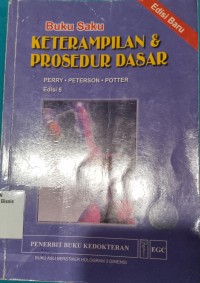 Edisi Baru
Buku Saku
KETERAMPILAN &
PROSEDUR DASAR
PERRY • PETERSON • POTTER
Edisi 5
PENERBIT BUKU KEDOKTERAN
EGC